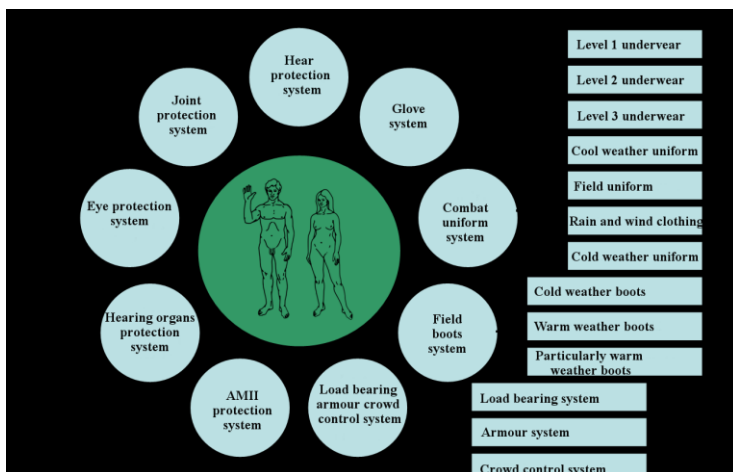 Hear
protection
system
Joint
protection
system
Glove
system
Eye protection
system
Combat
uniform
system
Hearing organs
protection
system
Field
boots
system
AMII
protection
system
Load bearing
armour crowd
control system
Level 1 undervear
Level 2 underwear
Level 3 underwear
Cool weather uniform
Field uniform
Rain and wind clothing
Cold weather uniform
Cold weather boots
Warm weather boots
Particularly warm
weather boots
Load bearing system
Armour system
Crowd control system